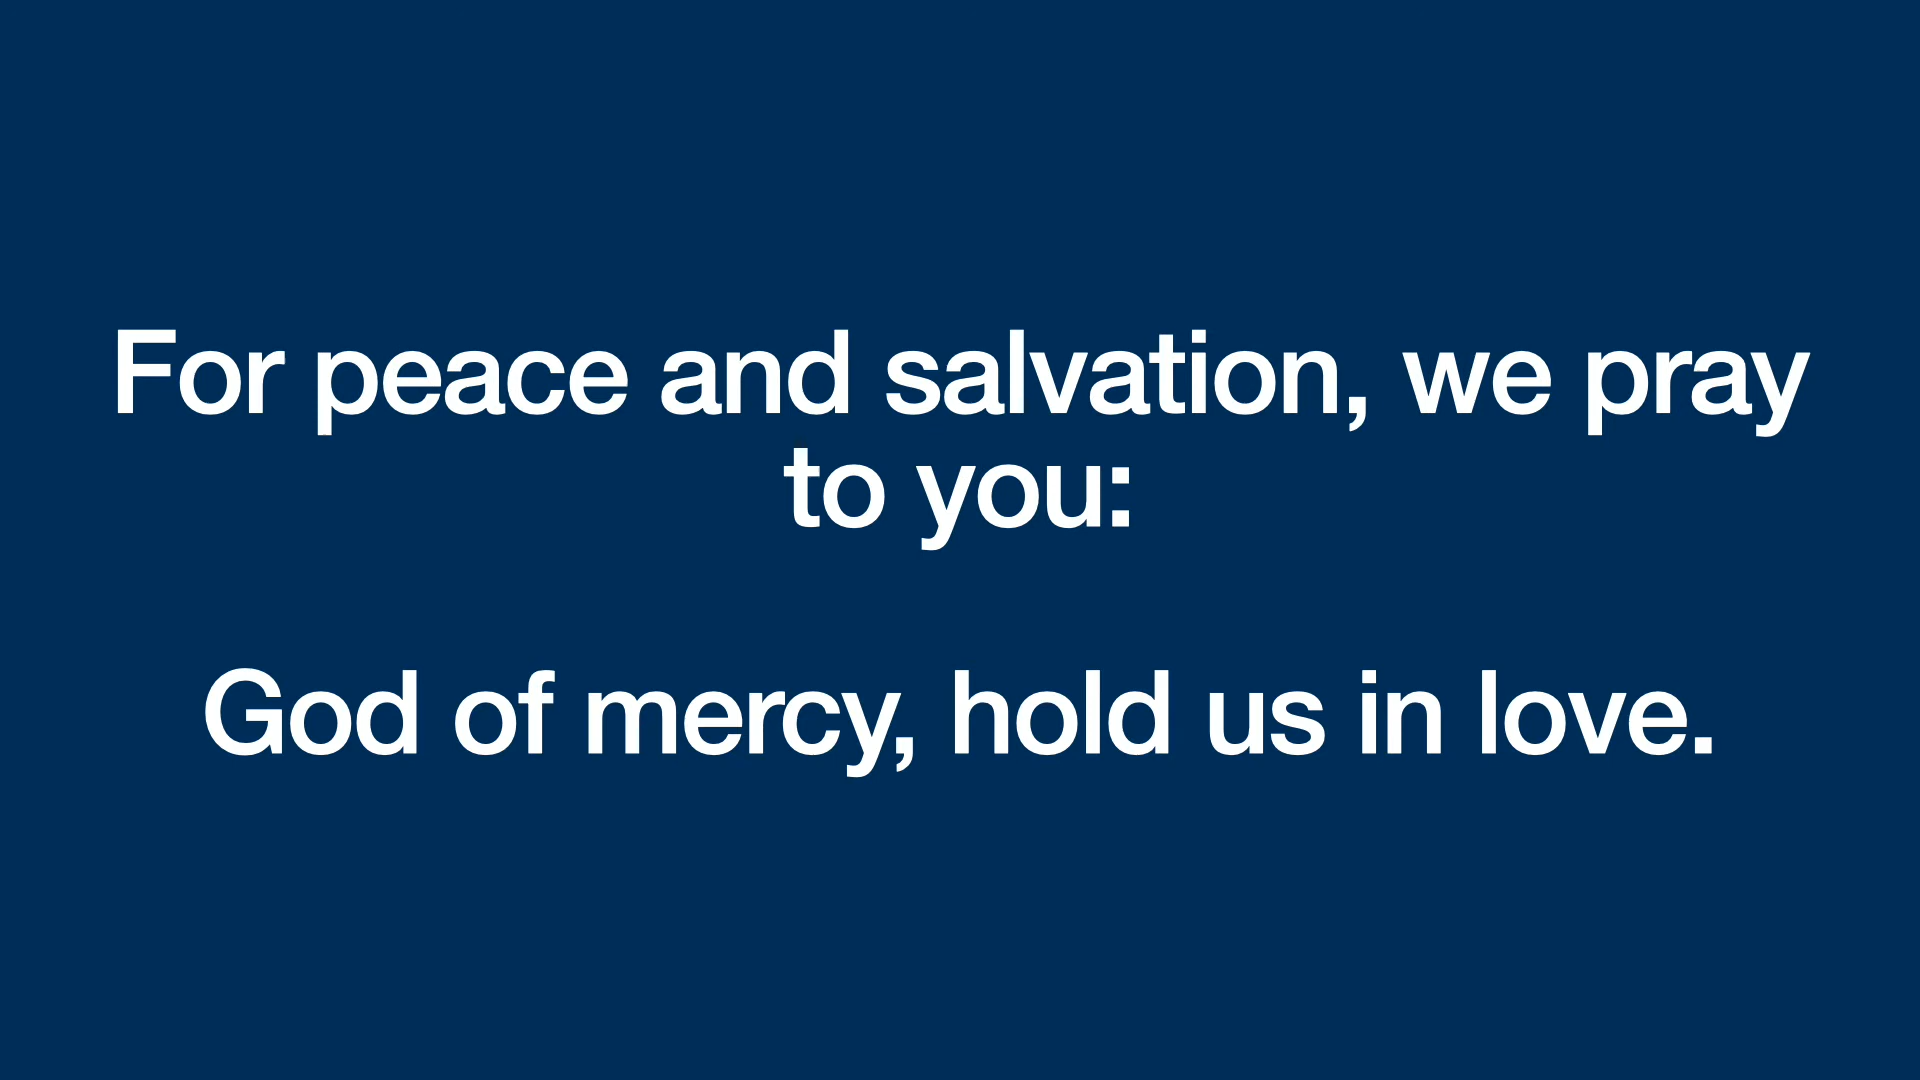 For peace and salvation, we pray
to you:
God of mercy, hold us in love.